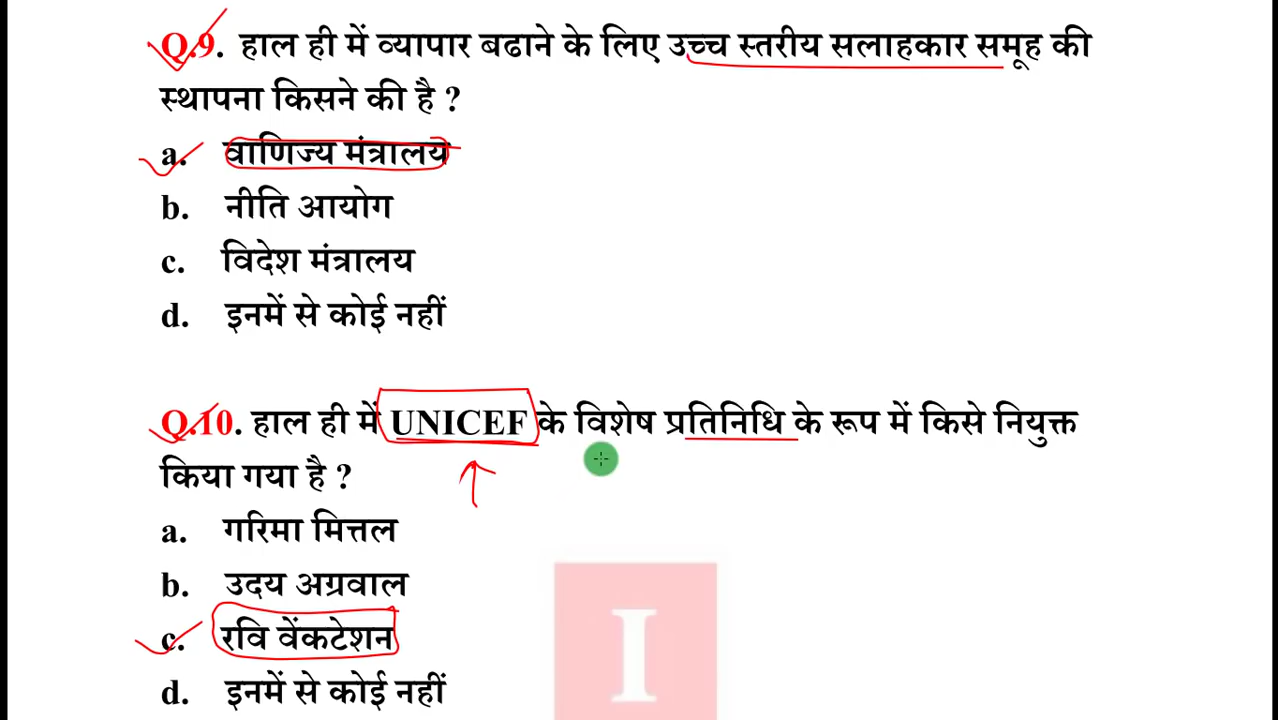 Q.9. हाल ही में व्यापार बढाने के लिए उच्च स्तरीय सलाहकार समूह की
स्थापना किसने की है ?
a. वाणिज्य मंत्रालय
b. नीति आयोग
c. विदेश मंत्रालय
d. इनमें से कोई नहीं
Q.10. हाल ही में UNICEF के विशेष प्रतिनिधि के रूप में किसे नियुक्त
किया गया है ?
a. गरिमा मित्तल
b. उदय अग्रवाल
c. रवि वेंकटेशन
d. इनमें से कोई नहीं
I